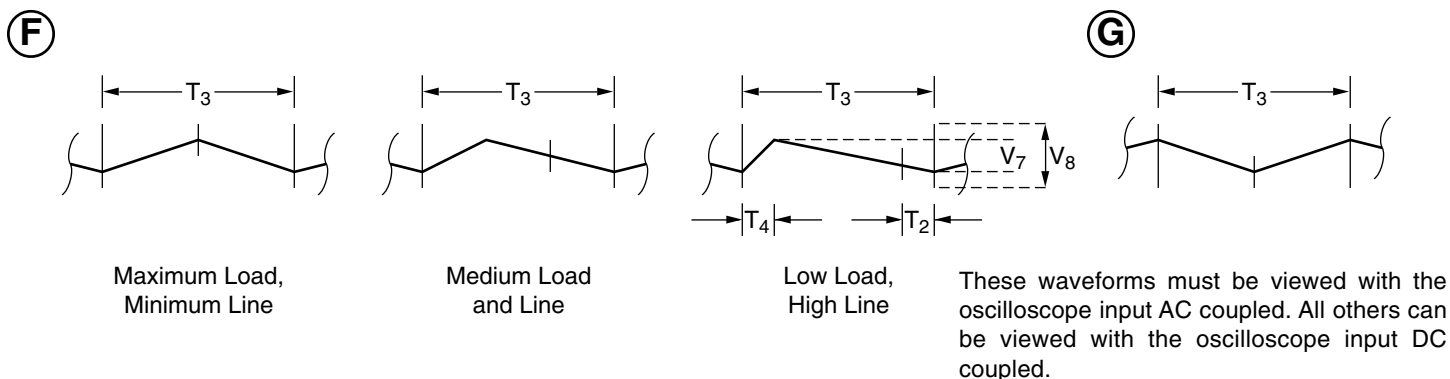 F
G
T3
T3
T3
T3
V7
V8
T4
T2
Maximum Load,
Minimum Line
Medium Load
and Line
Low Load,
High Line
These waveforms must be viewed with the
oscilloscope input AC coupled. All others can
be viewed with the oscilloscope input DC
coupled.